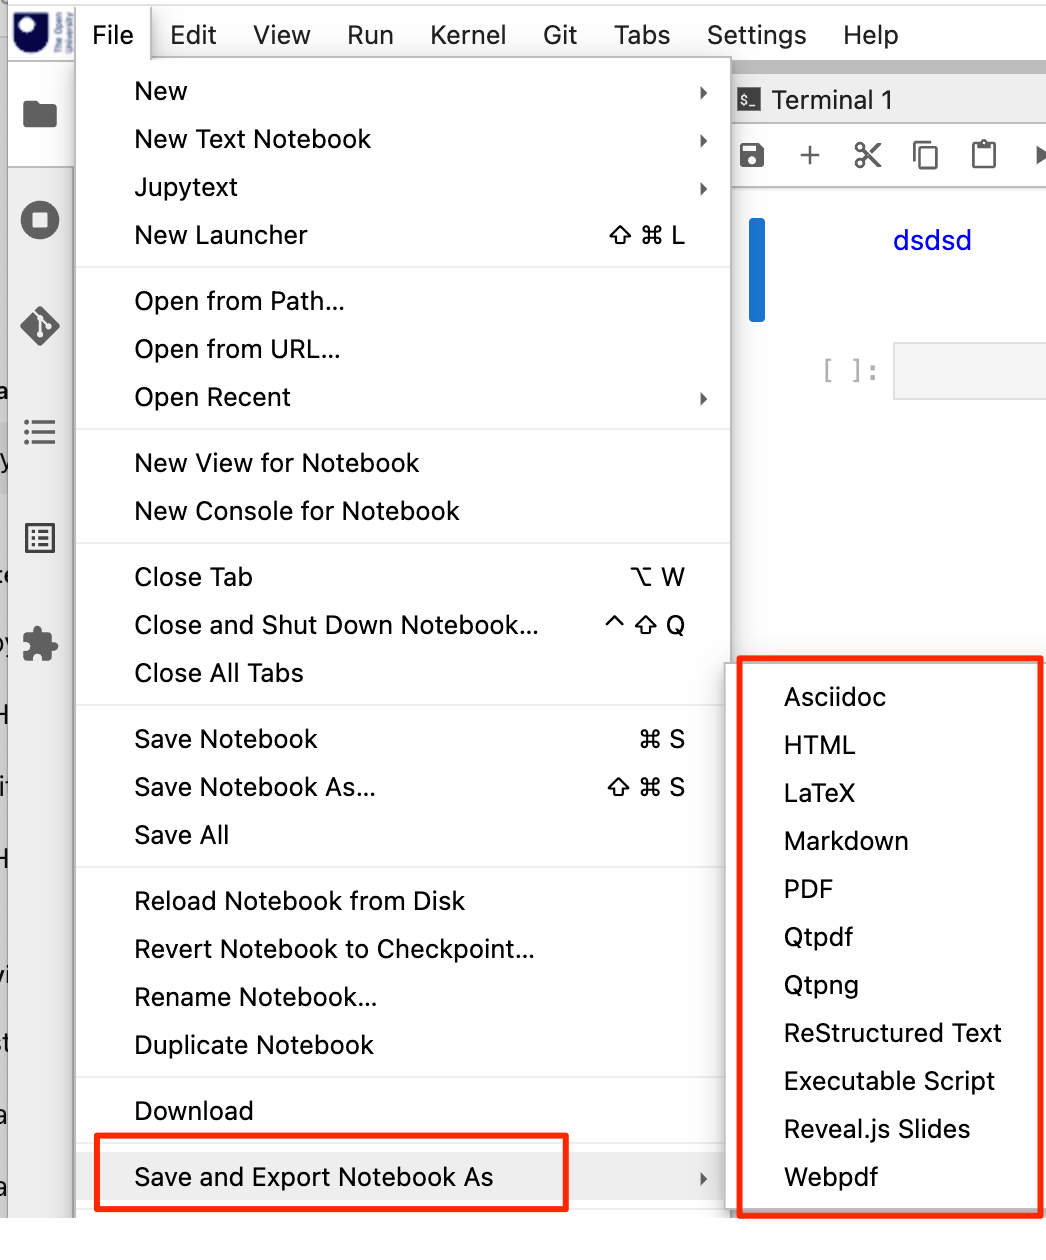 The Open
University
File Edit View Run Kernel Git Tabs Settings Help
New
New Text Notebook
Jupytext
New Launcher ⇧ ⌘ L
Open from Path...
Open from URL...
Open Recent
New View for Notebook
New Console for Notebook
Close Tab ⌥ W
Close and Shut Down Notebook... ^ ⇧ Q
Close All Tabs
Save Notebook ⌘ S
Save Notebook As... ⇧ ⌘ S
Save All
Reload Notebook from Disk
Revert Notebook to Checkpoint...
Rename Notebook...
Duplicate Notebook
Download
Save and Export Notebook As
$_ Terminal 1
dsdsd
[ ]:
Asciidoc
HTML
LaTeX
Markdown
PDF
Qtpdf
Qtpng
ReStructured Text
Executable Script
Reveal.js Slides
Webpdf